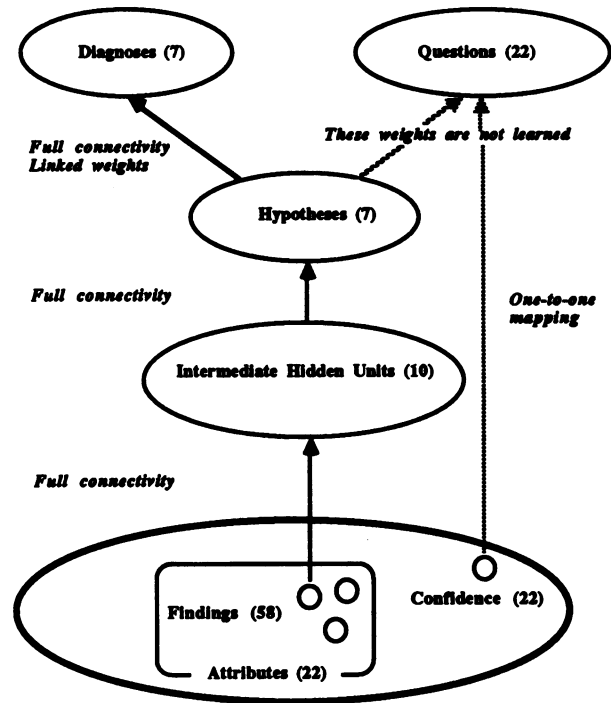 Diagnoses (7)
Questions (22)
Full connectivity
Linked weights
These weights are not learned
Hypotheses (7)
Full connectivity
One-to-one
mapping
Intermediate Hidden Units (10)
Full connectivity
Findings (58)
Confidence (22)
Attributes (22)